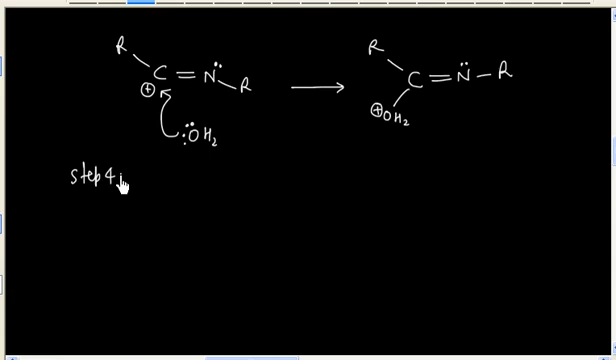 R R
C = N̈ – R → C = N̈ – R
⊕ ⊕OH₂
:ÖH₂
step 4